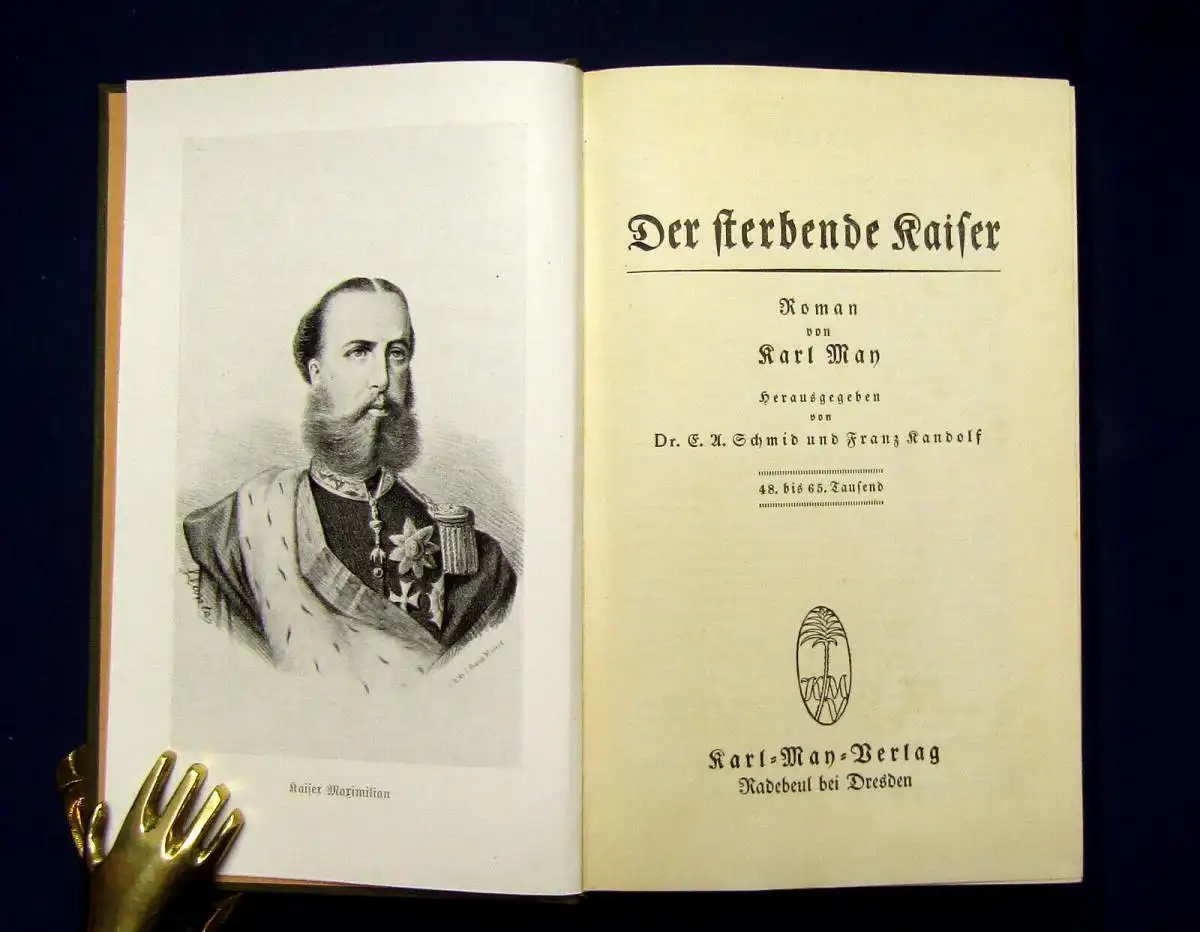 Kaiser Maximilian
Der sterbende Kaiser
Roman
von
Karl May
Herausgegeben
von
Dr. E. A. Schmid und Franz Kandolf
48. bis 65. Tausend
KMV
Karl-May-Verlag
Radebeul bei Dresden